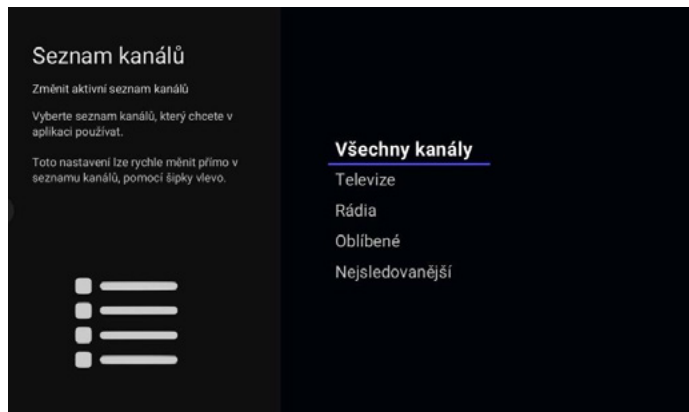 Seznam kanálů
Změnit aktivní seznam kanálů
Vyberte seznam kanálů, který chcete v
aplikaci používat.
Toto nastavení lze rychle měnit přímo v
seznamu kanálů, pomocí šipky vlevo.
Všechny kanály
Televize
Rádia
Oblíbené
Nejsledovanější